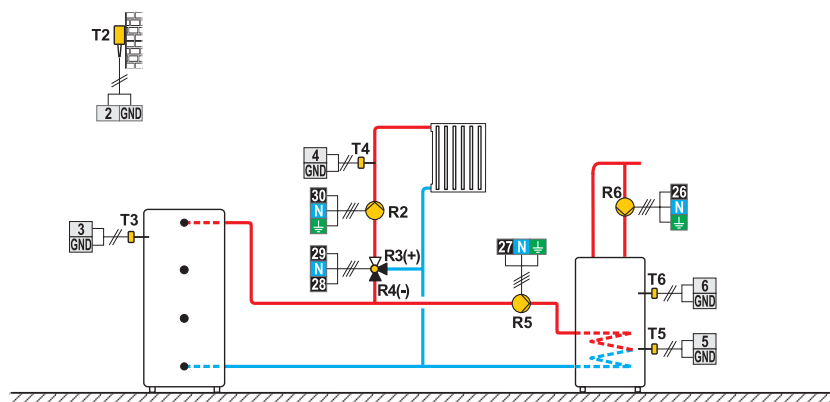 T2
2 GND
4
GND
T4
30
N
R2
R6
26
N
3
GND
T3
29
N
28
R3(+)
R4(-)
27 N
R5
T6
6
GND
T5
5
GND